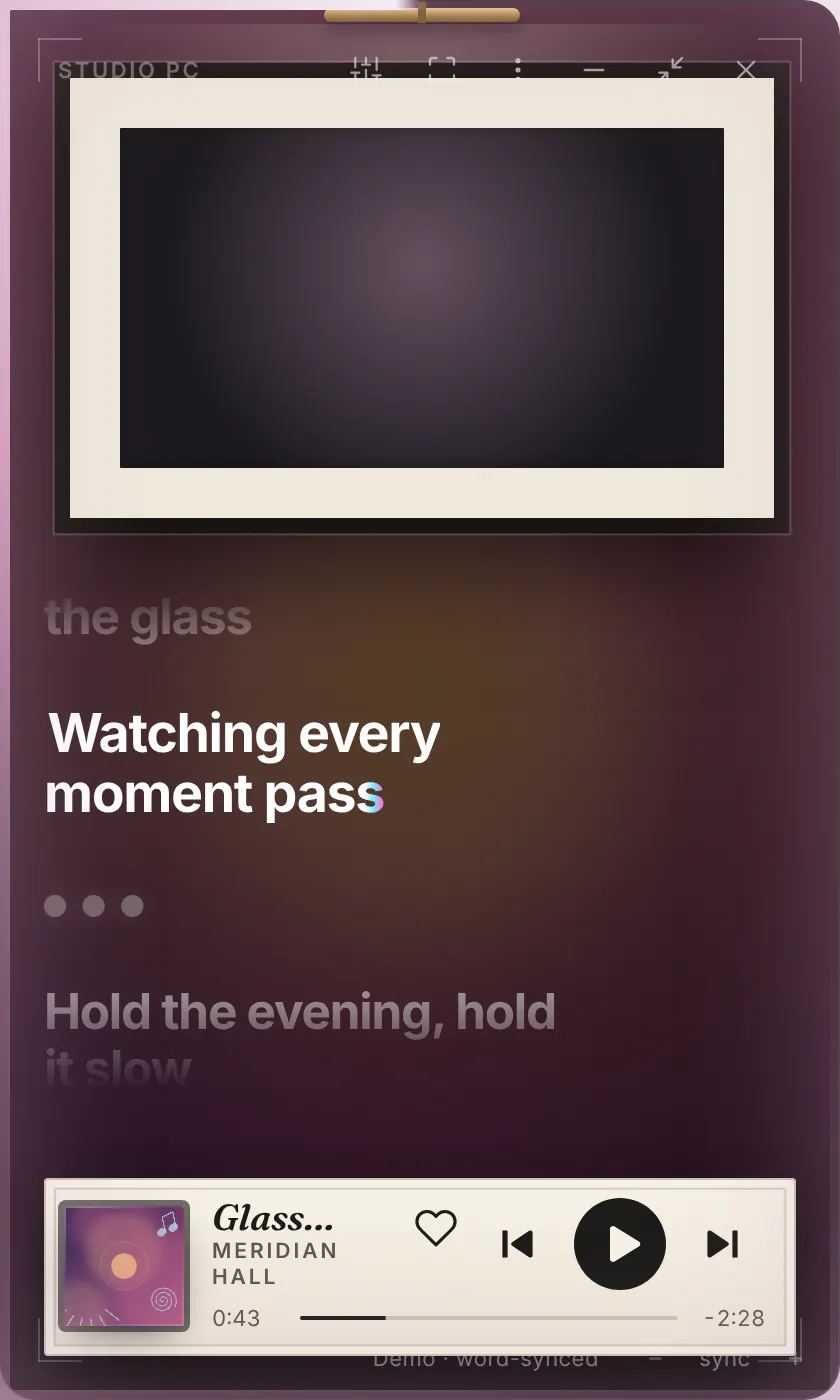 STUDIO PC
the glass
Watching every
moment pass
Hold the evening, hold
it slow
Glass...
MERIDIAN
HALL
0:43
-2:28
Demo · word-synced
– sync +